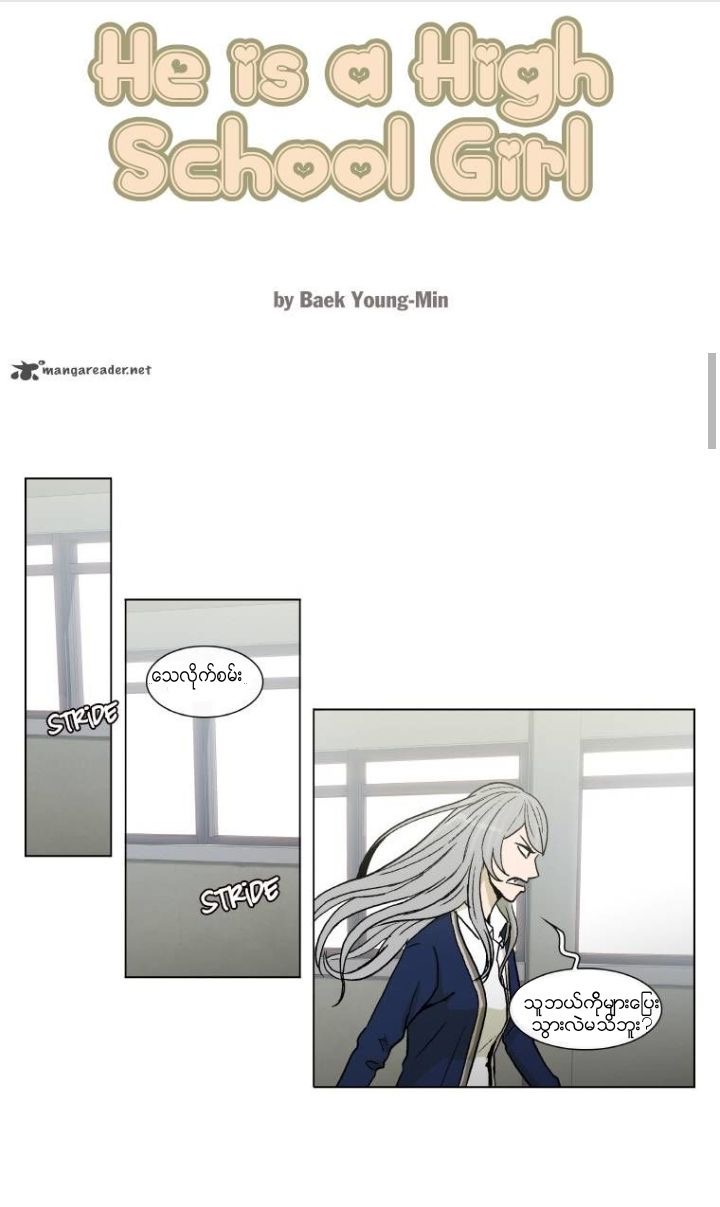 He is a High
School Girl
by Baek Young-Min
mangareader.net
STRIDE
သေလိုက်စမ်း
STRIDE
သူဘယ်ကိုများပြေး
သွားလဲမသိဘူး?